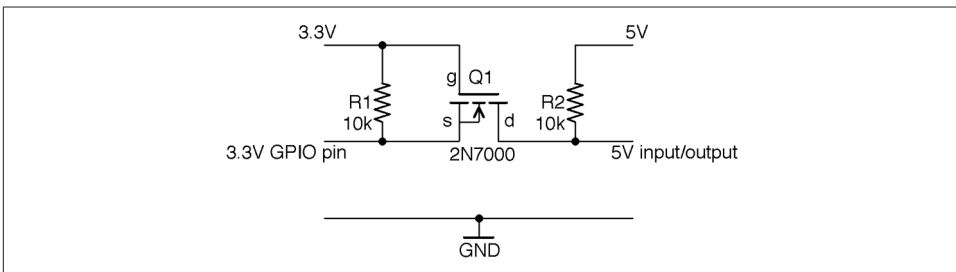 3.3V
5V
g
Q1
R1
10k
R2
10k
s
d
3.3V GPIO pin
2N7000
5V input/output
GND